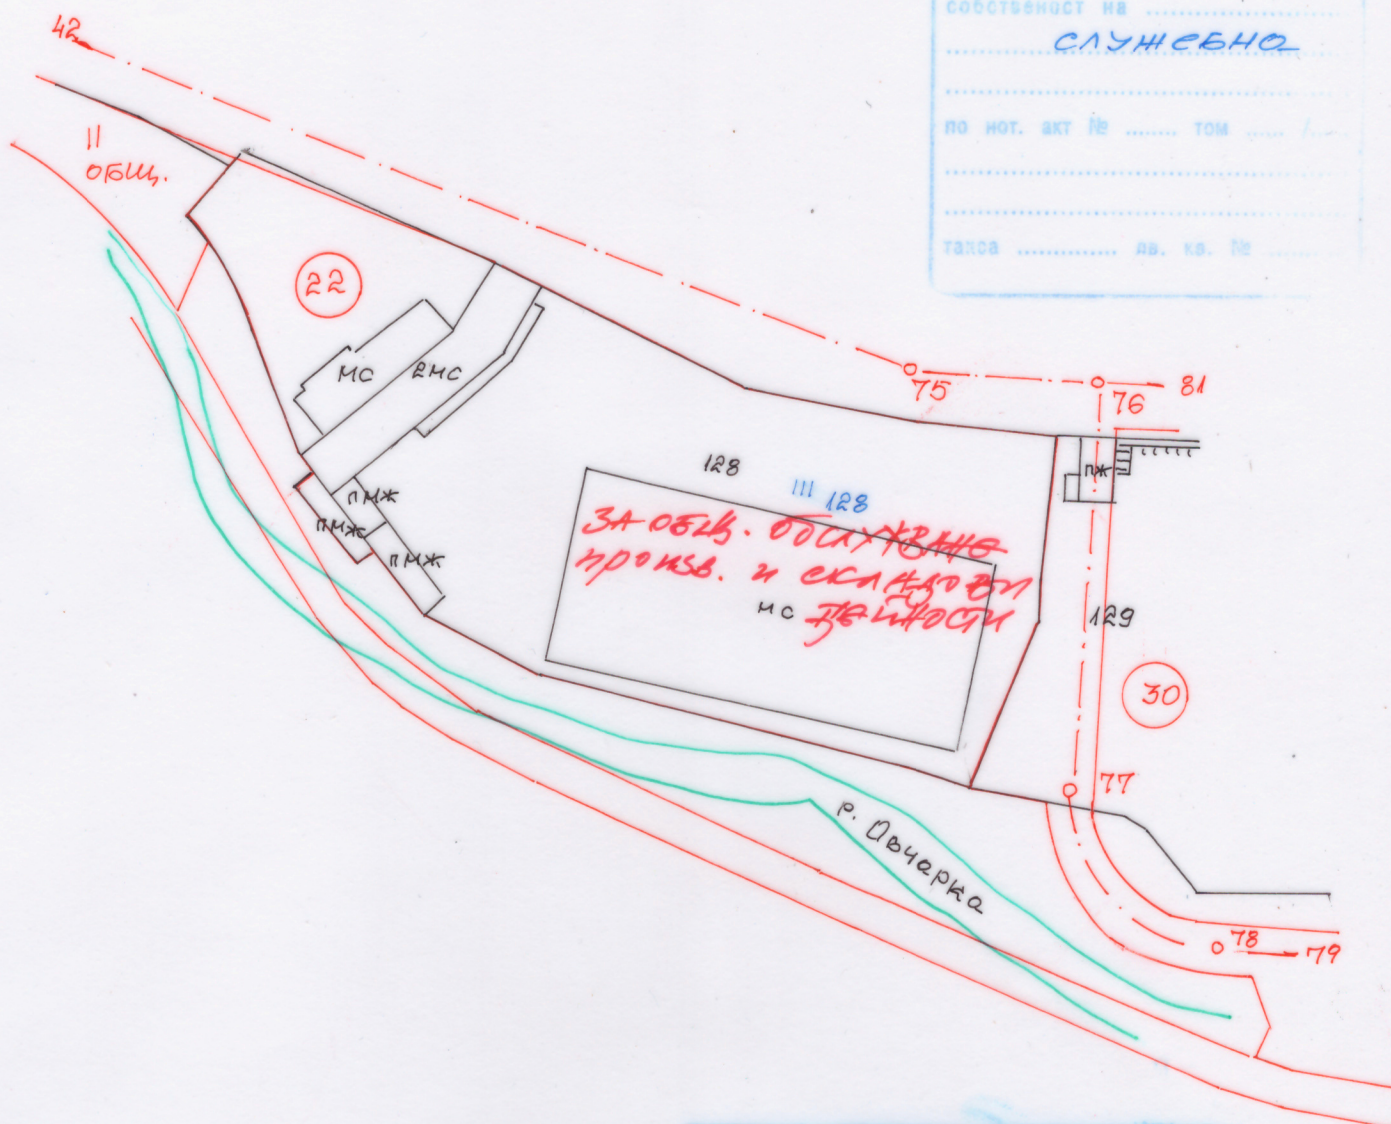 собственост на ..............
СЛУЖЕБНО
по нот. акт № ........ том ......
такса .............. дв. кв. № ......
42
II
ОБЩ.
22
МС
2МС
75
76
81
ПЖ
128
III 128
ПМЖ
ПМЖ
ПМЖ
ЗА ОБЩ. ОБСЛУЖВАНЕ
произв. и складови
МС ДЕЙНОСТИ
129
30
77
р. Овчарка
78
79